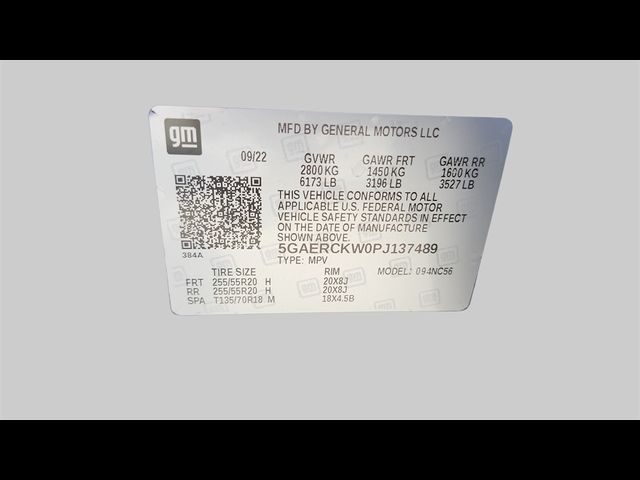 gm
MFD BY GENERAL MOTORS LLC
09/22 GVWR GAWR FRT GAWR RR
2800 KG 1450 KG 1600 KG
6173 LB 3196 LB 3527 LB
THIS VEHICLE CONFORMS TO ALL
APPLICABLE U.S. FEDERAL MOTOR
VEHICLE SAFETY STANDARDS IN EFFECT
ON THE DATE OF MANUFACTURE
SHOWN ABOVE.
384A
5GAERCKW0PJ137489
TYPE: MPV MODEL: 094NC56
TIRE SIZE RIM
FRT 255/55R20 H 20X8J
RR 255/55R20 H 20X8J
SPA T135/70R18 M 18X4.5B